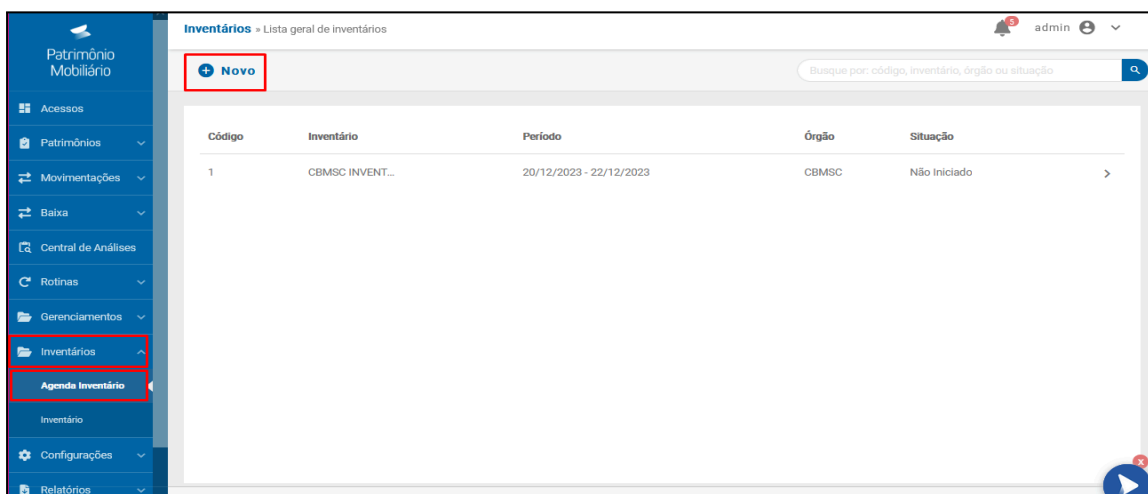 Patrimônio
Mobiliário
Acessos
Patrimônios
Movimentações
Baixa
Central de Análises
Rotinas
Gerenciamentos
Inventários
Agenda Inventário
Inventário
Configurações
Relatórios
Inventários » Lista geral de inventários
5
admin
Novo
Busque por: código, inventário, órgão ou situação
Código Inventário Período Órgão Situação
1 CBMSC INVENT... 20/12/2023 - 22/12/2023 CBMSC Não Iniciado
x